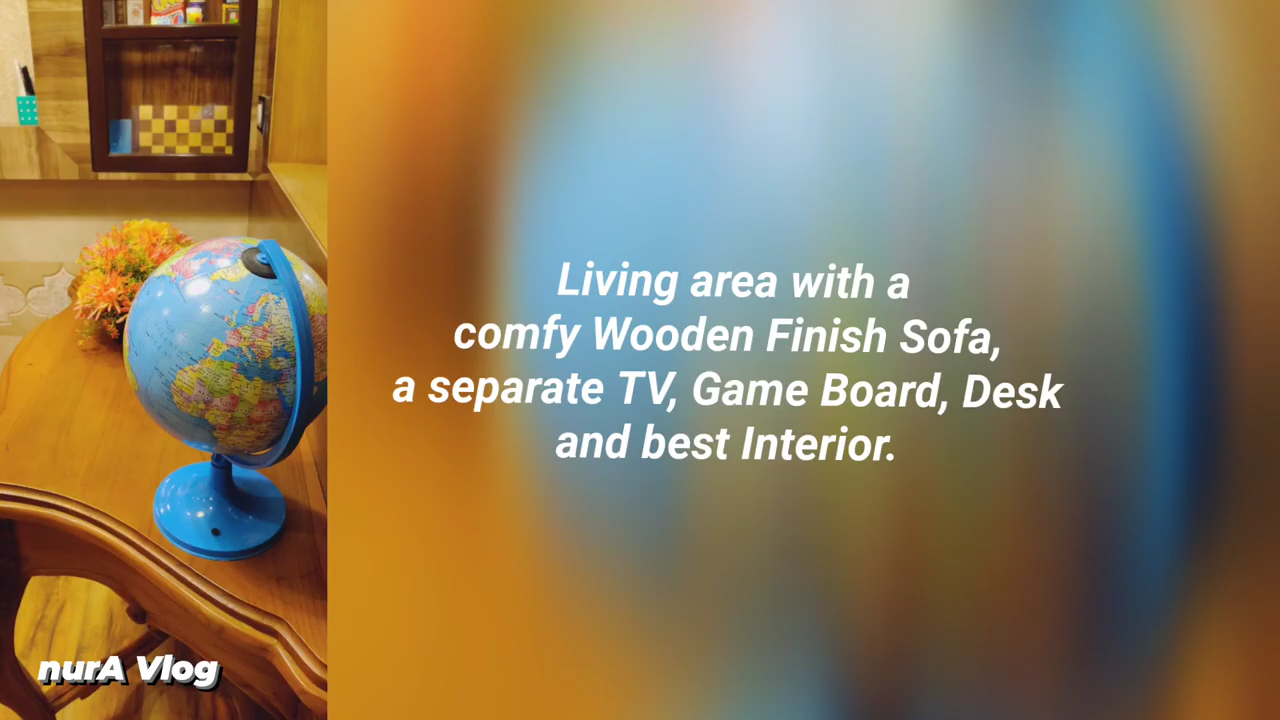 Living area with a
comfy Wooden Finish Sofa,
a separate TV, Game Board, Desk
and best Interior.
nurA Vlog